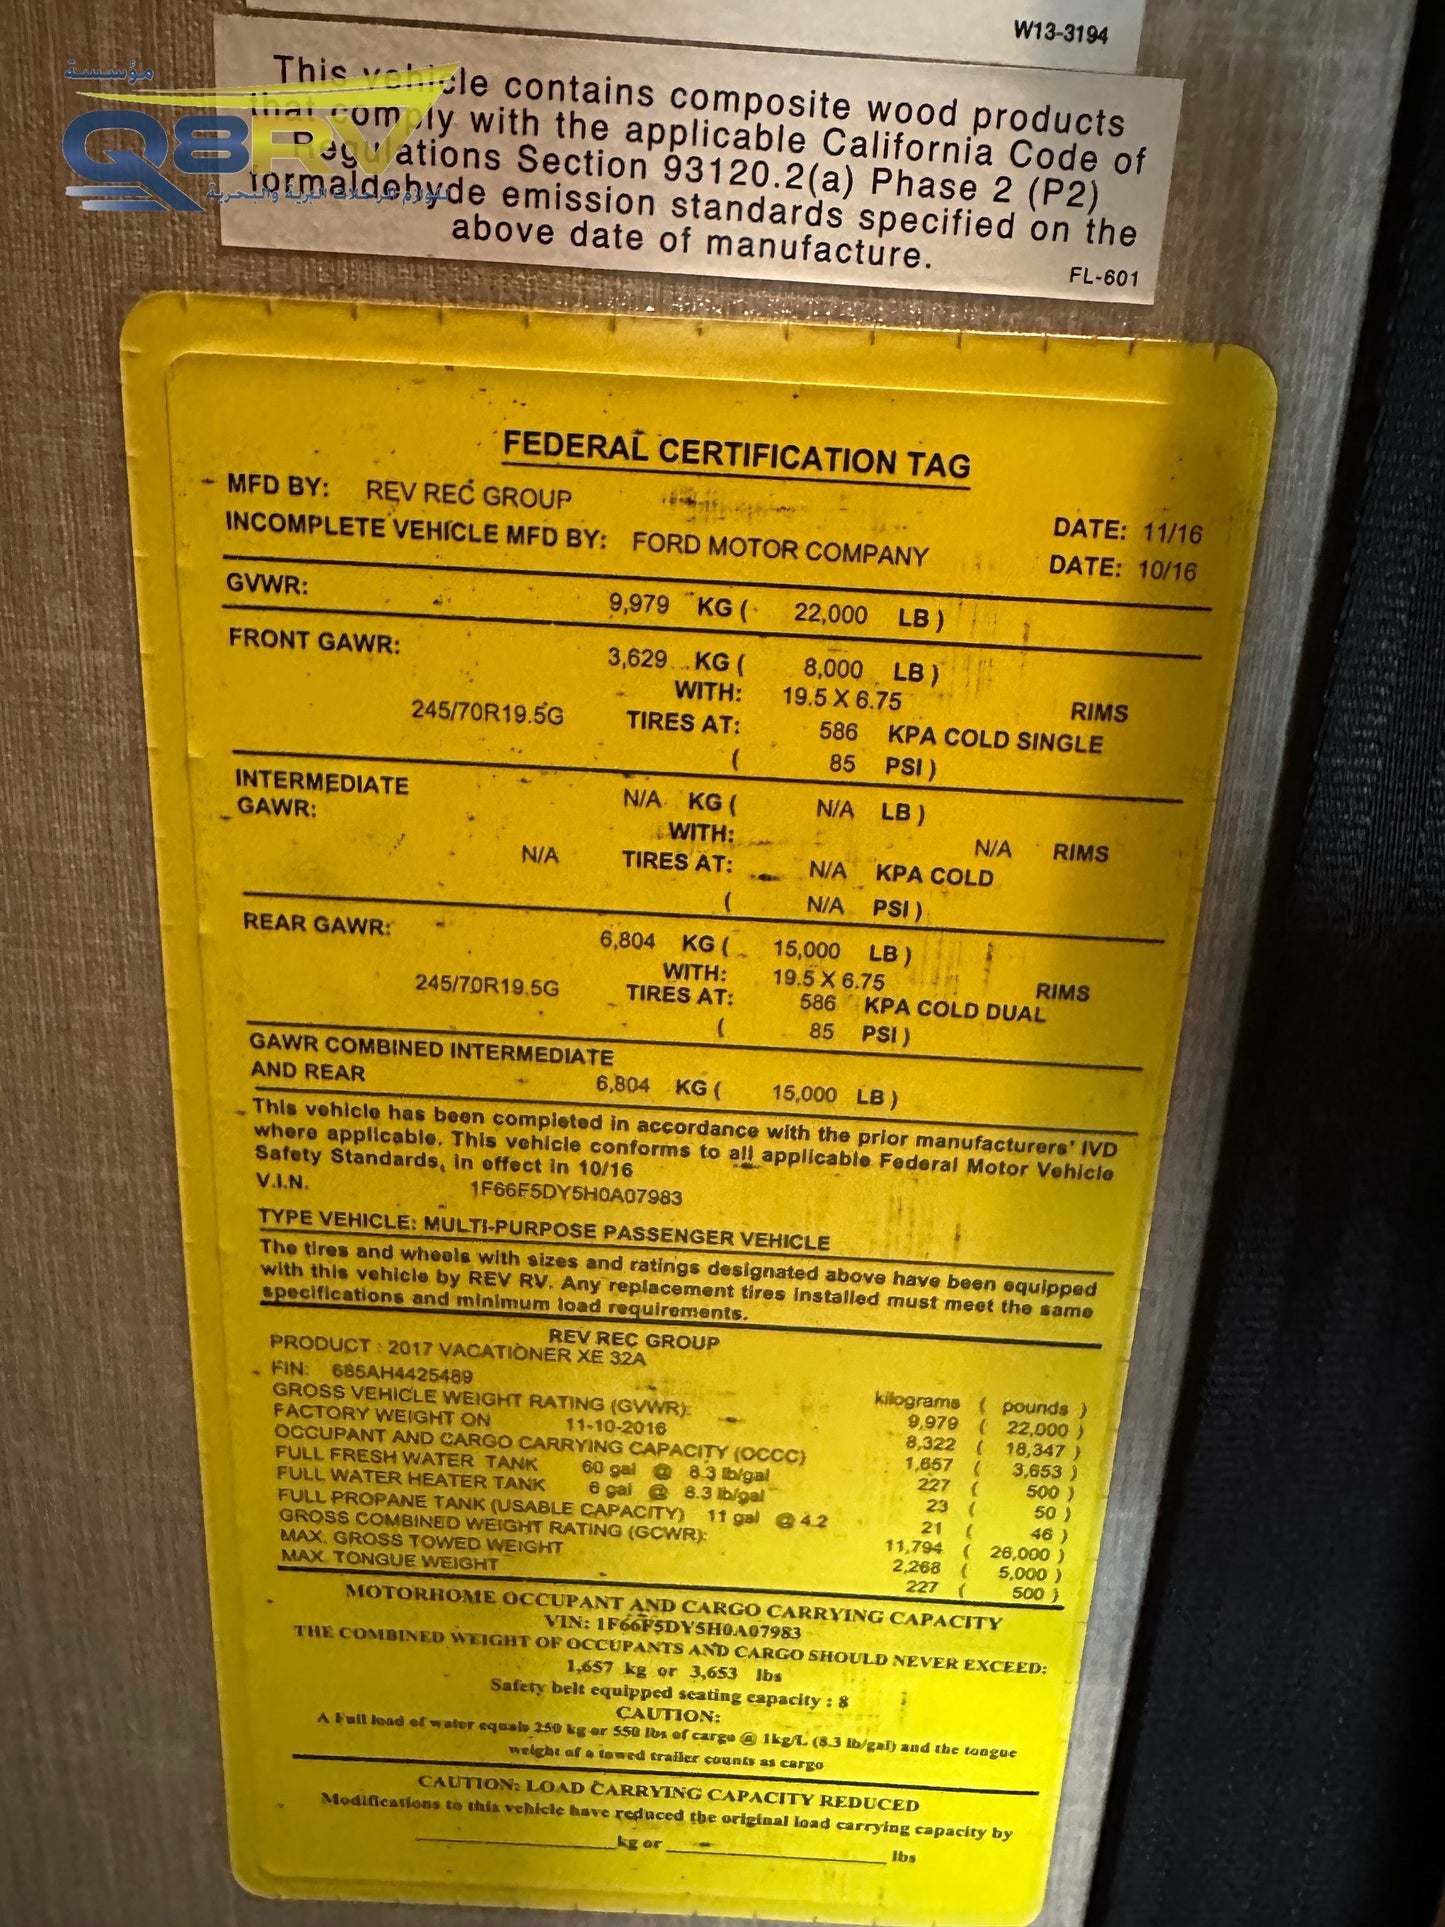 W13-3194
مؤسسة
Q8RV
لتوازم الرحلات البرية والبحرية
This vehicle contains composite wood products
that comply with the applicable California Code of
Regulations Section 93120.2(a) Phase 2 (P2)
formaldehyde emission standards specified on the
above date of manufacture.
FL-601
FEDERAL CERTIFICATION TAG
MFD BY: REV REC GROUP DATE: 11/16
INCOMPLETE VEHICLE MFD BY: FORD MOTOR COMPANY DATE: 10/16
GVWR: 9,979 KG ( 22,000 LB )
FRONT GAWR: 3,629 KG ( 8,000 LB )
WITH: 19.5 X 6.75 RIMS
245/70R19.5G TIRES AT: 586 KPA COLD SINGLE
( 85 PSI )
INTERMEDIATE N/A KG ( N/A LB )
GAWR: WITH: N/A RIMS
N/A TIRES AT: N/A KPA COLD
( N/A PSI )
REAR GAWR: 6,804 KG ( 15,000 LB )
WITH: 19.5 X 6.75 RIMS
245/70R19.5G TIRES AT: 586 KPA COLD DUAL
( 85 PSI )
GAWR COMBINED INTERMEDIATE
AND REAR 6,804 KG ( 15,000 LB )
This vehicle has been completed in accordance with the prior manufacturers' IVD
where applicable. This vehicle conforms to all applicable Federal Motor Vehicle
Safety Standards, in effect in 10/16
V.I.N. 1F66F5DY5H0A07983
TYPE VEHICLE: MULTI-PURPOSE PASSENGER VEHICLE
The tires and wheels with sizes and ratings designated above have been equipped
with this vehicle by REV RV. Any replacement tires installed must meet the same
specifications and minimum load requirements.
REV REC GROUP
PRODUCT : 2017 VACATIONER XE 32A
FIN: 685AH4425489 kilograms ( pounds )
GROSS VEHICLE WEIGHT RATING (GVWR): 9,979 ( 22,000 )
FACTORY WEIGHT ON 11-10-2016 8,322 ( 18,347 )
OCCUPANT AND CARGO CARRYING CAPACITY (OCCC) 1,657 ( 3,653 )
FULL FRESH WATER TANK 60 gal @ 8.3 lb/gal 227 ( 500 )
FULL WATER HEATER TANK 6 gal @ 8.3 lb/gal 23 ( 50 )
FULL PROPANE TANK (USABLE CAPACITY) 11 gal @ 4.2 21 ( 46 )
GROSS COMBINED WEIGHT RATING (GCWR): 11,794 ( 26,000 )
MAX. GROSS TOWED WEIGHT 2,268 ( 5,000 )
MAX. TONGUE WEIGHT 227 ( 500 )
MOTORHOME OCCUPANT AND CARGO CARRYING CAPACITY
VIN: 1F66F5DY5H0A07983
THE COMBINED WEIGHT OF OCCUPANTS AND CARGO SHOULD NEVER EXCEED:
1,657 kg or 3,653 lbs
Safety belt equipped seating capacity : 8
CAUTION:
A Full load of water equals 250 kg or 550 lbs of cargo @ 1kg/L (8.3 lb/gal) and the tongue
weight of a towed trailer counts as cargo
CAUTION: LOAD CARRYING CAPACITY REDUCED
Modifications to this vehicle have reduced the original load carrying capacity by
kg or lbs